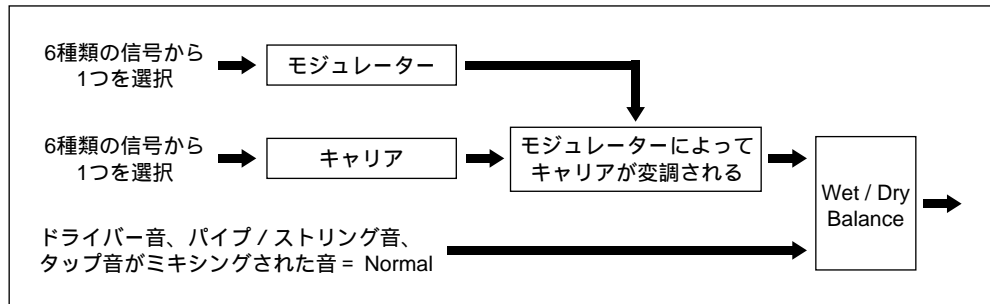 6種類の信号から
1つを選択
モジュレーター
6種類の信号から
1つを選択
キャリア
モジュレーターによって
キャリアが変調される
Wet / Dry
Balance
ドライバー音、パイプ / ストリング音、
タップ音がミキシングされた音 = Normal